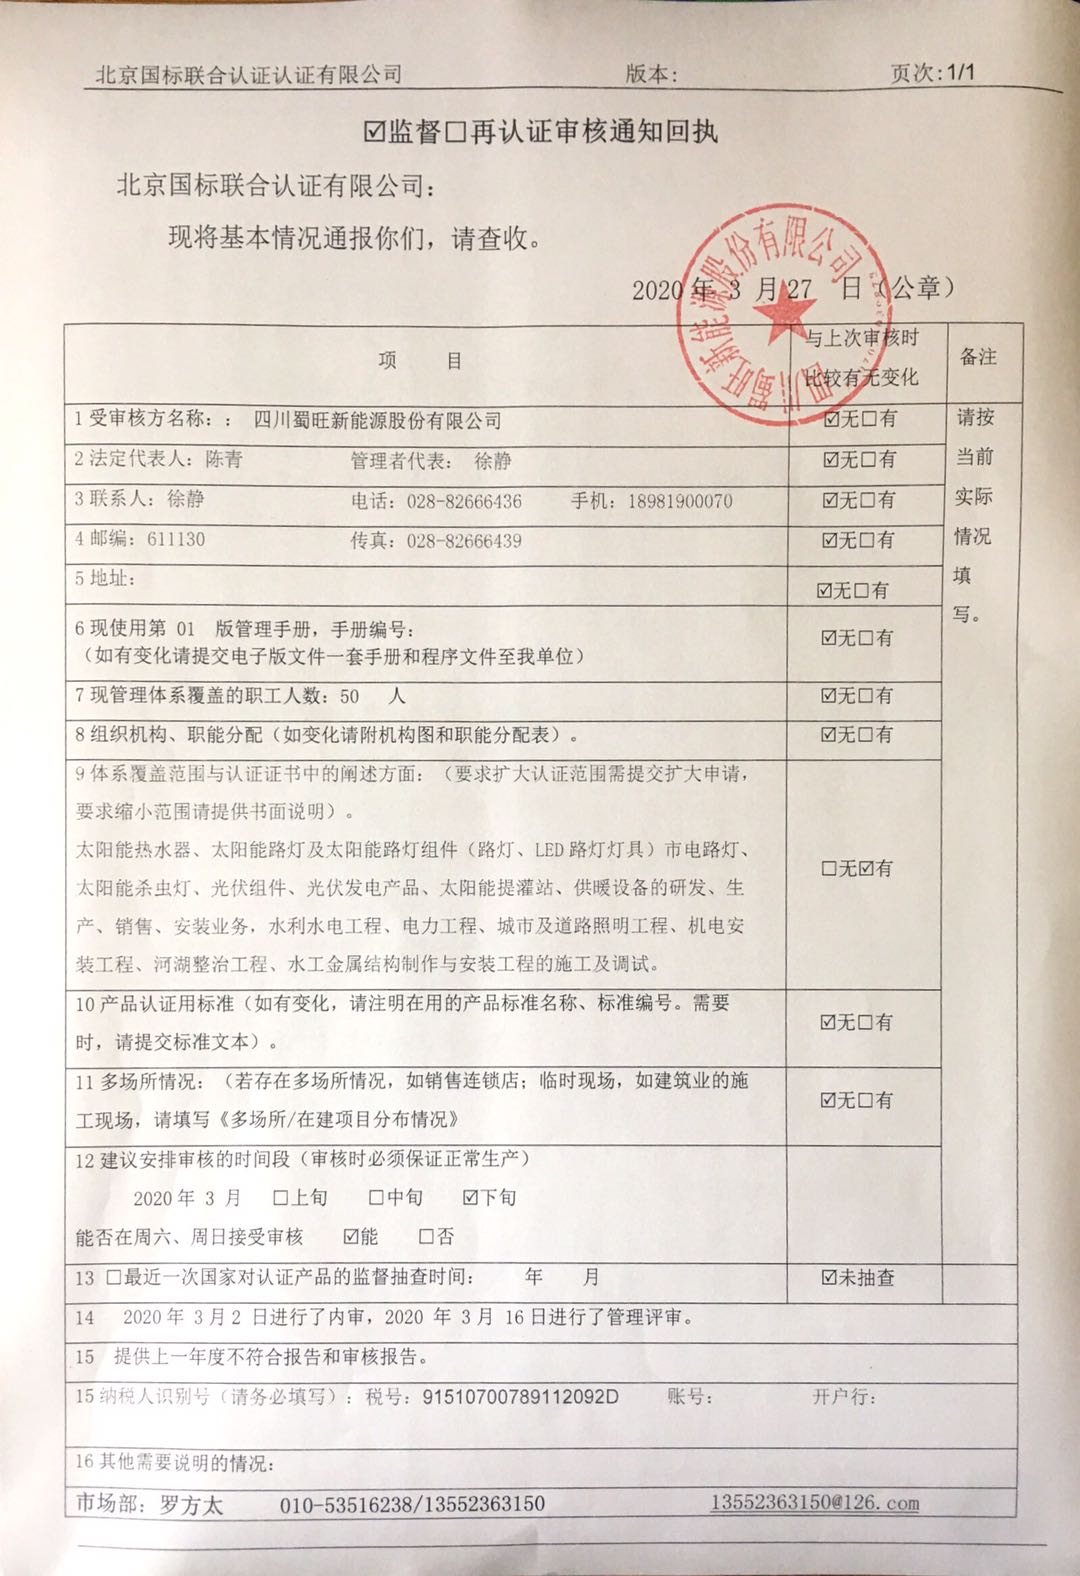 北京国标联合认证认证有限公司 版本: 页次:1/1
☑监督☐再认证审核通知回执
北京国标联合认证有限公司:
现将基本情况通报你们，请查收。
四川蜀旺新能源股份有限公司
2020 年 3 月 27 日（公章）
项 目 与上次审核时 备注
比较有无变化
1 受审核方名称: : 四川蜀旺新能源股份有限公司 ☑无☐有 请按
2 法定代表人: 陈青 管理者代表: 徐静 ☑无☐有 当前
3 联系人: 徐静 电话: 028-82666436 手机: 18981900070 ☑无☐有 实际
4 邮编: 611130 传真: 028-82666439 ☑无☐有 情况
5 地址: ☑无☐有 填
6 现使用第 01 版管理手册，手册编号: ☑无☐有 写。
（如有变化请提交电子版文件一套手册和程序文件至我单位）
7 现管理体系覆盖的职工人数: 50 人 ☑无☐有
8 组织机构、职能分配（如变化请附机构图和职能分配表）。 ☑无☐有
9 体系覆盖范围与认证证书中的阐述方面: （要求扩大认证范围需提交扩大申请，
要求缩小范围请提供书面说明）。
太阳能热水器、太阳能路灯及太阳能路灯组件（路灯、LED 路灯灯具）市电路灯、
太阳能杀虫灯、光伏组件、光伏发电产品、太阳能提灌站、供暖设备的研发、生 ☐无☑有
产、销售、安装业务，水利水电工程、电力工程、城市及道路照明工程、机电安
装工程、河湖整治工程、水工金属结构制作与安装工程的施工及调试。
10 产品认证用标准（如有变化，请注明在用的产品标准名称、标准编号。需要 ☑无☐有
时，请提交标准文本）。
11 多场所情况: （若存在多场所情况，如销售连锁店; 临时现场，如建筑业的施 ☑无☐有
工现场，请填写《多场所/在建项目分布情况》
12 建议安排审核的时间段（审核时必须保证正常生产）
2020 年 3 月 ☐上旬 ☐中旬 ☑下旬
能否在周六、周日接受审核 ☑能 ☐否
13 ☐最近一次国家对认证产品的监督抽查时间: 年 月 ☑未抽查
14 2020 年 3 月 2 日进行了内审，2020 年 3 月 16 日进行了管理评审。
15 提供上一年度不符合报告和审核报告。
15 纳税人识别号（请务必填写）: 税号: 91510700789112092D 账号: 开户行:
16 其他需要说明的情况:
市场部: 罗方太 010-53516238/13552363150 13552363150@126.com